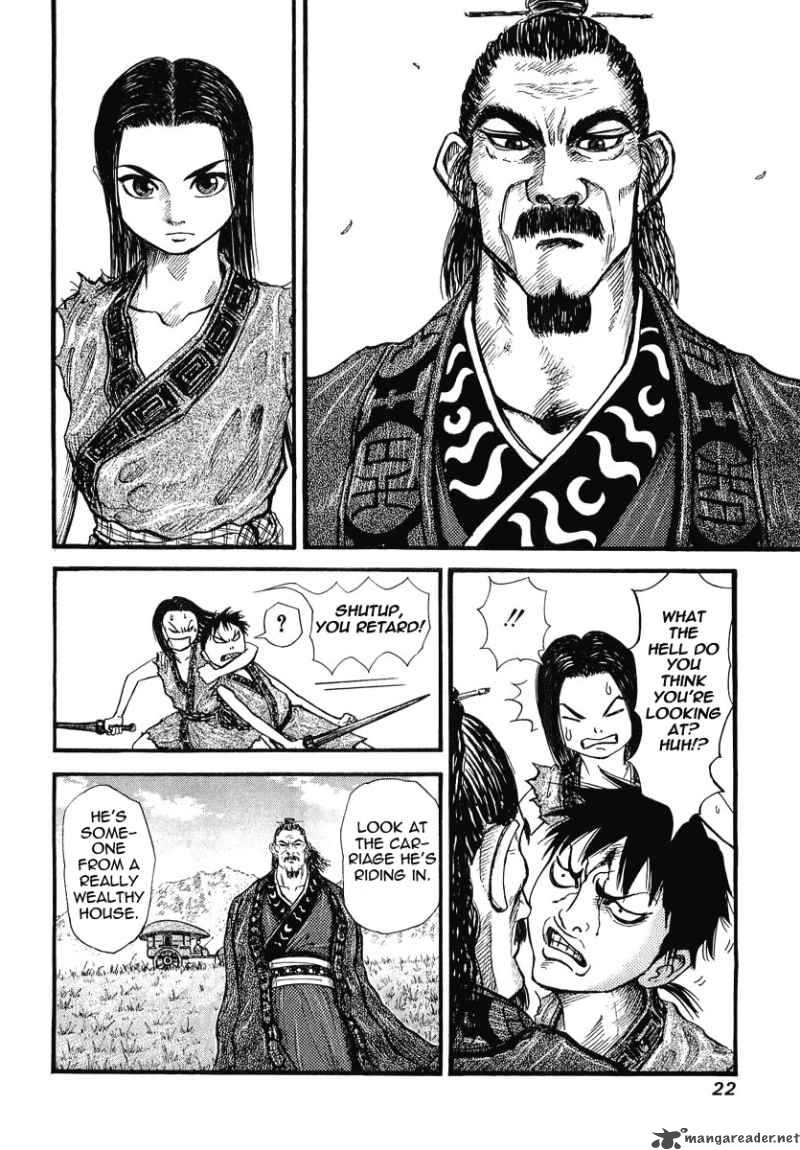 WHAT
THE
HELL DO
YOU
THINK
YOU'RE
LOOKING
AT?
HUH!?
!!
SHUTUP,
YOU RETARD!
?
LOOK AT
THE CAR-
RIAGE HE'S
RIDING IN.
HE'S
SOME-
ONE
FROM A
REALLY
WEALTHY
HOUSE.
22
mangareader.net